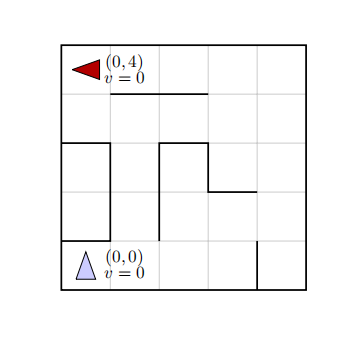 (0, 4)
v = 0
(0, 0)
v = 0